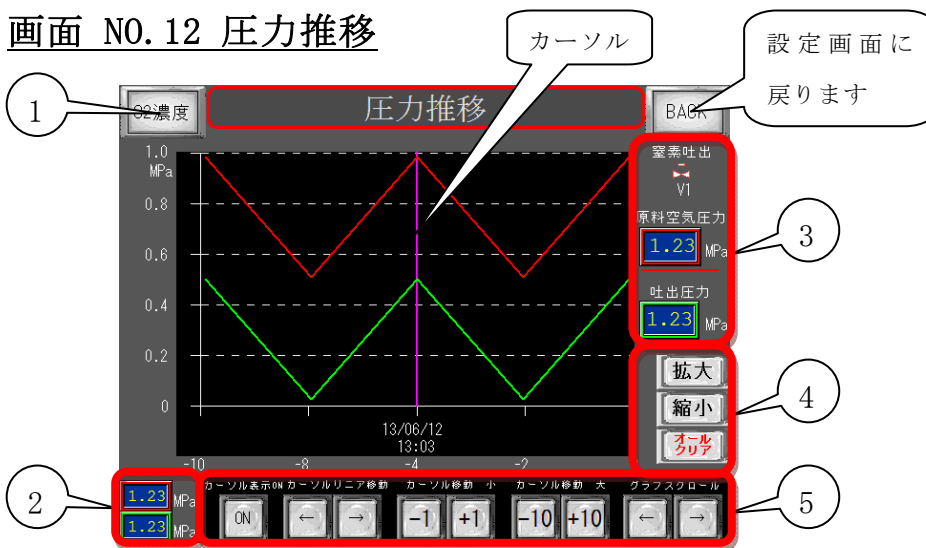 画面 NO.12 圧力推移
カーソル
設定画面に
戻ります
1
O2濃度
圧力推移
BACK
1.0
MPa
0.8
0.6
0.4
0.2
0
-10
-8
-4
-2
13/06/12
13:03
窒素吐出
V1
原料空気圧力
1.23 MPa
吐出圧力
1.23 MPa
3
拡大
縮小
オール
クリア
4
2
1.23 MPa
1.23 MPa
カーソル表示ON カーソルリニア移動 カーソル移動 小 カーソル移動 大 グラフスクロール
ON ← → -1 +1 -10 +10 ← →
5